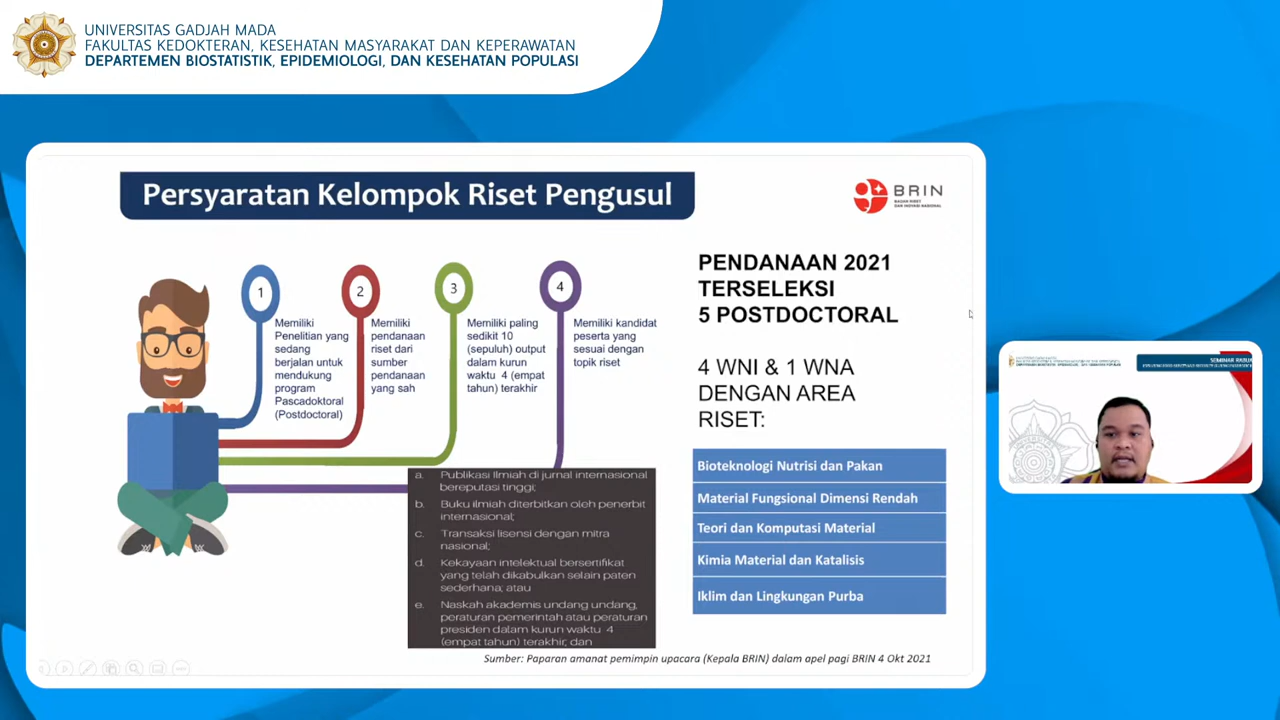 UNIVERSITAS GADJAH MADA
FAKULTAS KEDOKTERAN, KESEHATAN MASYARAKAT DAN KEPERAWATAN
DEPARTEMEN BIOSTATISTIK, EPIDEMIOLOGI, DAN KESEHATAN POPULASI
Persyaratan Kelompok Riset Pengusul
BRIN
BADAN RISET
DAN INOVASI NASIONAL
1
Memiliki
Penelitian yang
sedang
berjalan untuk
mendukung
program
Pascadoktoral
(Postdoctoral)
2
Memiliki
pendanaan
riset dari
sumber
pendanaan
yang sah
3
Memiliki paling
sedikit 10
(sepuluh) output
dalam kurun
waktu 4 (empat
tahun) terakhir
4
Memiliki kandidat
peserta yang
sesuai dengan
topik riset
a. Publikasi Ilmiah di jurnal internasional
bereputasi tinggi;
b. Buku ilmiah diterbitkan oleh penerbit
internasional;
c. Transaksi lisensi dengan mitra
nasional;
d. Kekayaan intelektual bersertifikat
yang telah dikabulkan selain paten
sederhana; atau
e. Naskah akademis undang undang,
peraturan pemerintah atau peraturan
presiden dalam kurun waktu 4
(empat tahun) terakhir; dan
PENDANAAN 2021
TERSELEKSI
5 POSTDOCTORAL
4 WNI & 1 WNA
DENGAN AREA
RISET:
Bioteknologi Nutrisi dan Pakan
Material Fungsional Dimensi Rendah
Teori dan Komputasi Material
Kimia Material dan Katalisis
Iklim dan Lingkungan Purba
Sumber: Paparan amanat pemimpin upacara (Kepala BRIN) dalam apel pagi BRIN 4 Okt 2021